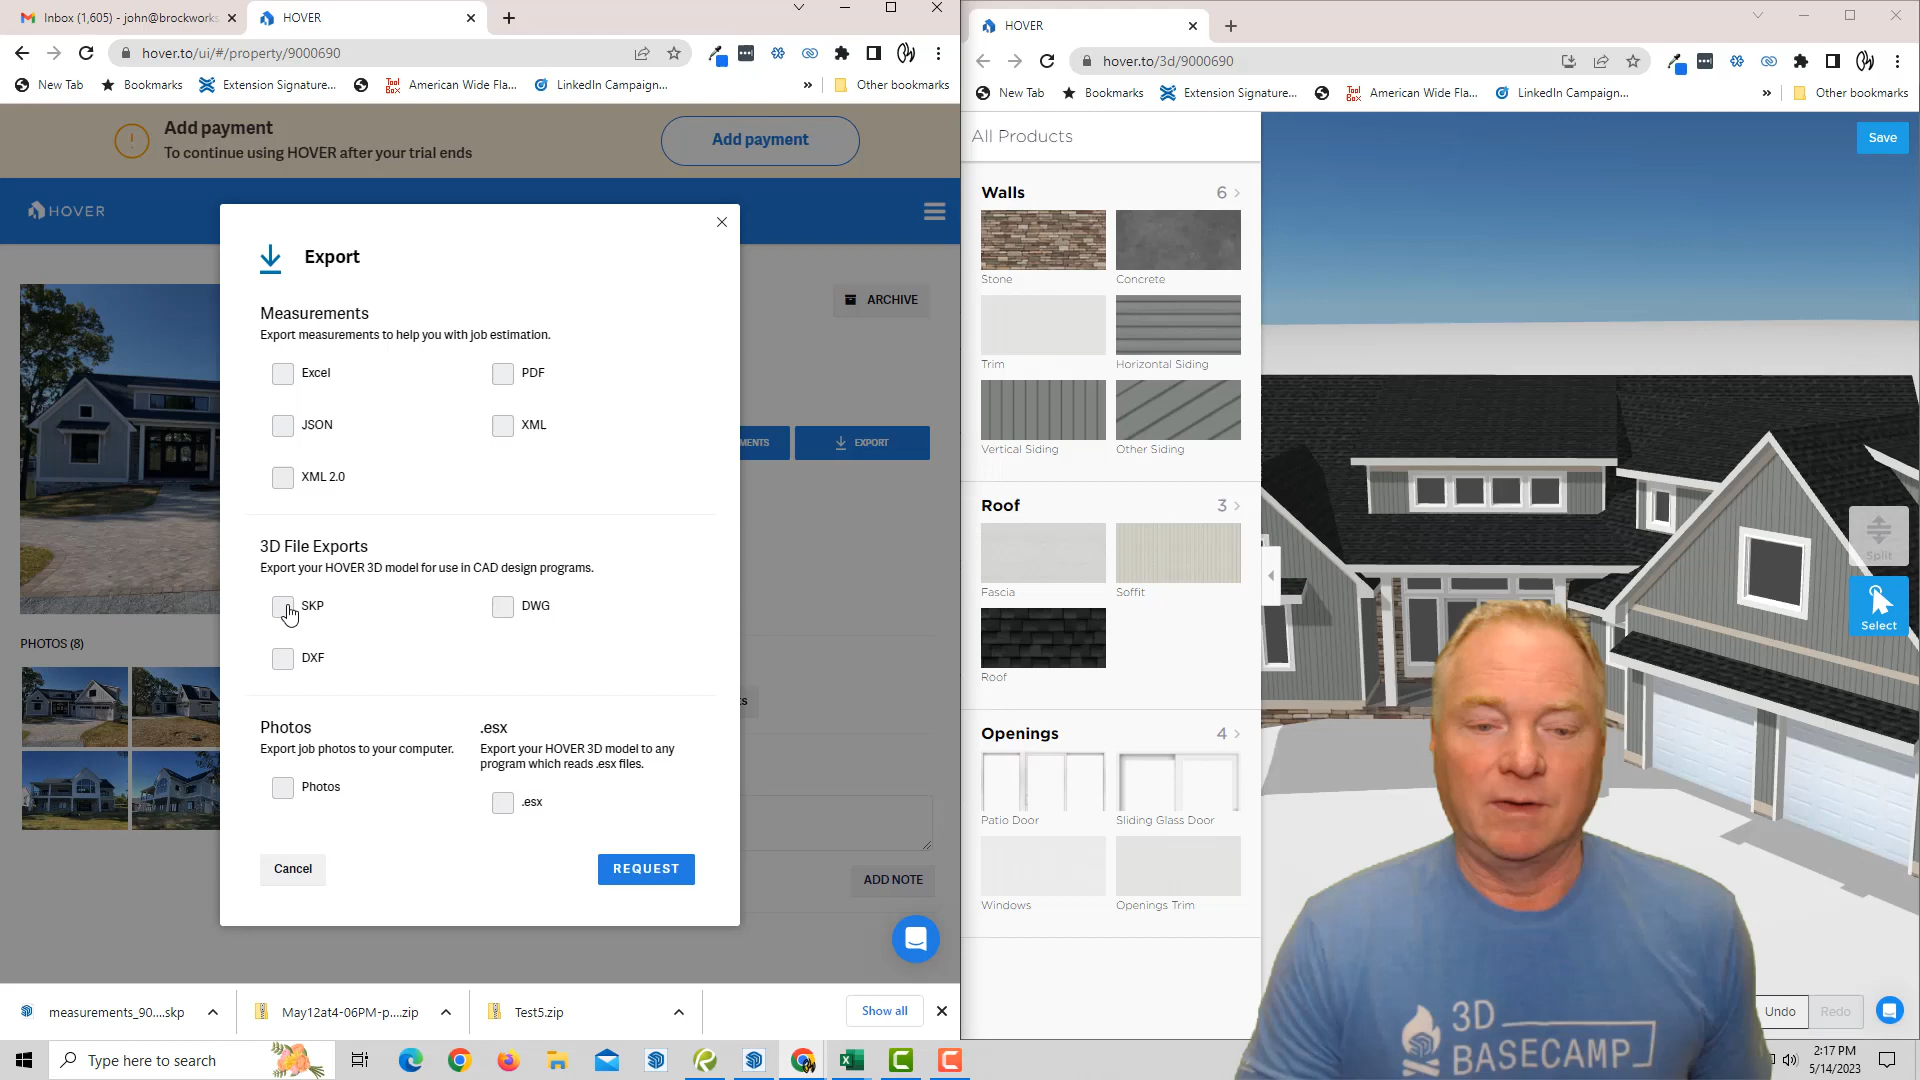 Inbox (1,605) - john@brockworks
HOVER
hover.to/ui/#/property/9000690
New Tab
Bookmarks
Extension Signature...
American Wide Fla...
LinkedIn Campaign...
»
Other bookmarks
Add payment
To continue using HOVER after your trial ends
Add payment
HOVER
ARCHIVE
MENTS
EXPORT
PHOTOS (8)
ADD NOTE
Export
Measurements
Export measurements to help you with job estimation.
Excel
PDF
JSON
XML
XML 2.0
3D File Exports
Export your HOVER 3D model for use in CAD design programs.
SKP
DWG
DXF
Photos
Export job photos to your computer.
Photos
.esx
Export your HOVER 3D model to any
program which reads .esx files.
.esx
Cancel
REQUEST
measurements_90....skp
May12at4-06PM-p....zip
Test5.zip
Show all
HOVER
hover.to/3d/9000690
New Tab
Bookmarks
Extension Signature...
Tool Box
American Wide Fla...
LinkedIn Campaign...
»
Other bookmarks
All Products
Save
Walls
6
Stone
Concrete
Trim
Horizontal Siding
Vertical Siding
Other Siding
Roof
3
Fascia
Soffit
Roof
Openings
4
Patio Door
Sliding Glass Door
Windows
Openings Trim
Split
Select
Undo
Redo
3D
BASECAMP
Type here to search
2:17 PM
5/14/2023